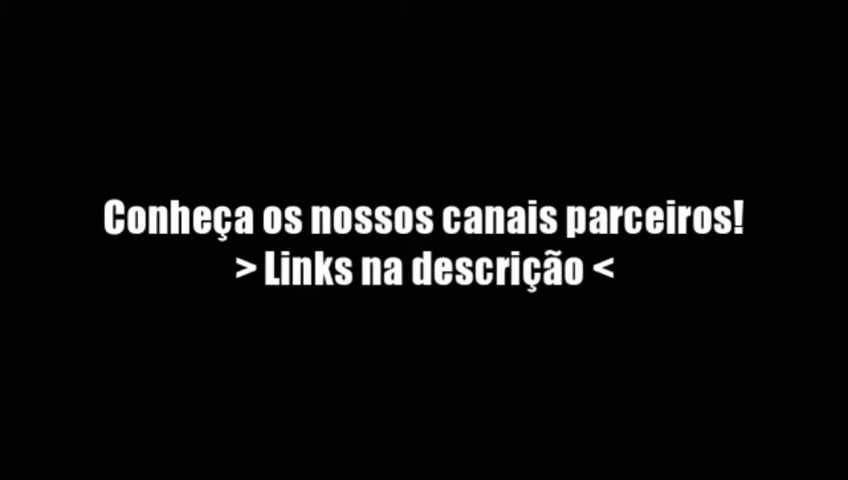 Conheça os nossos canais parceiros!
> Links na descrição <